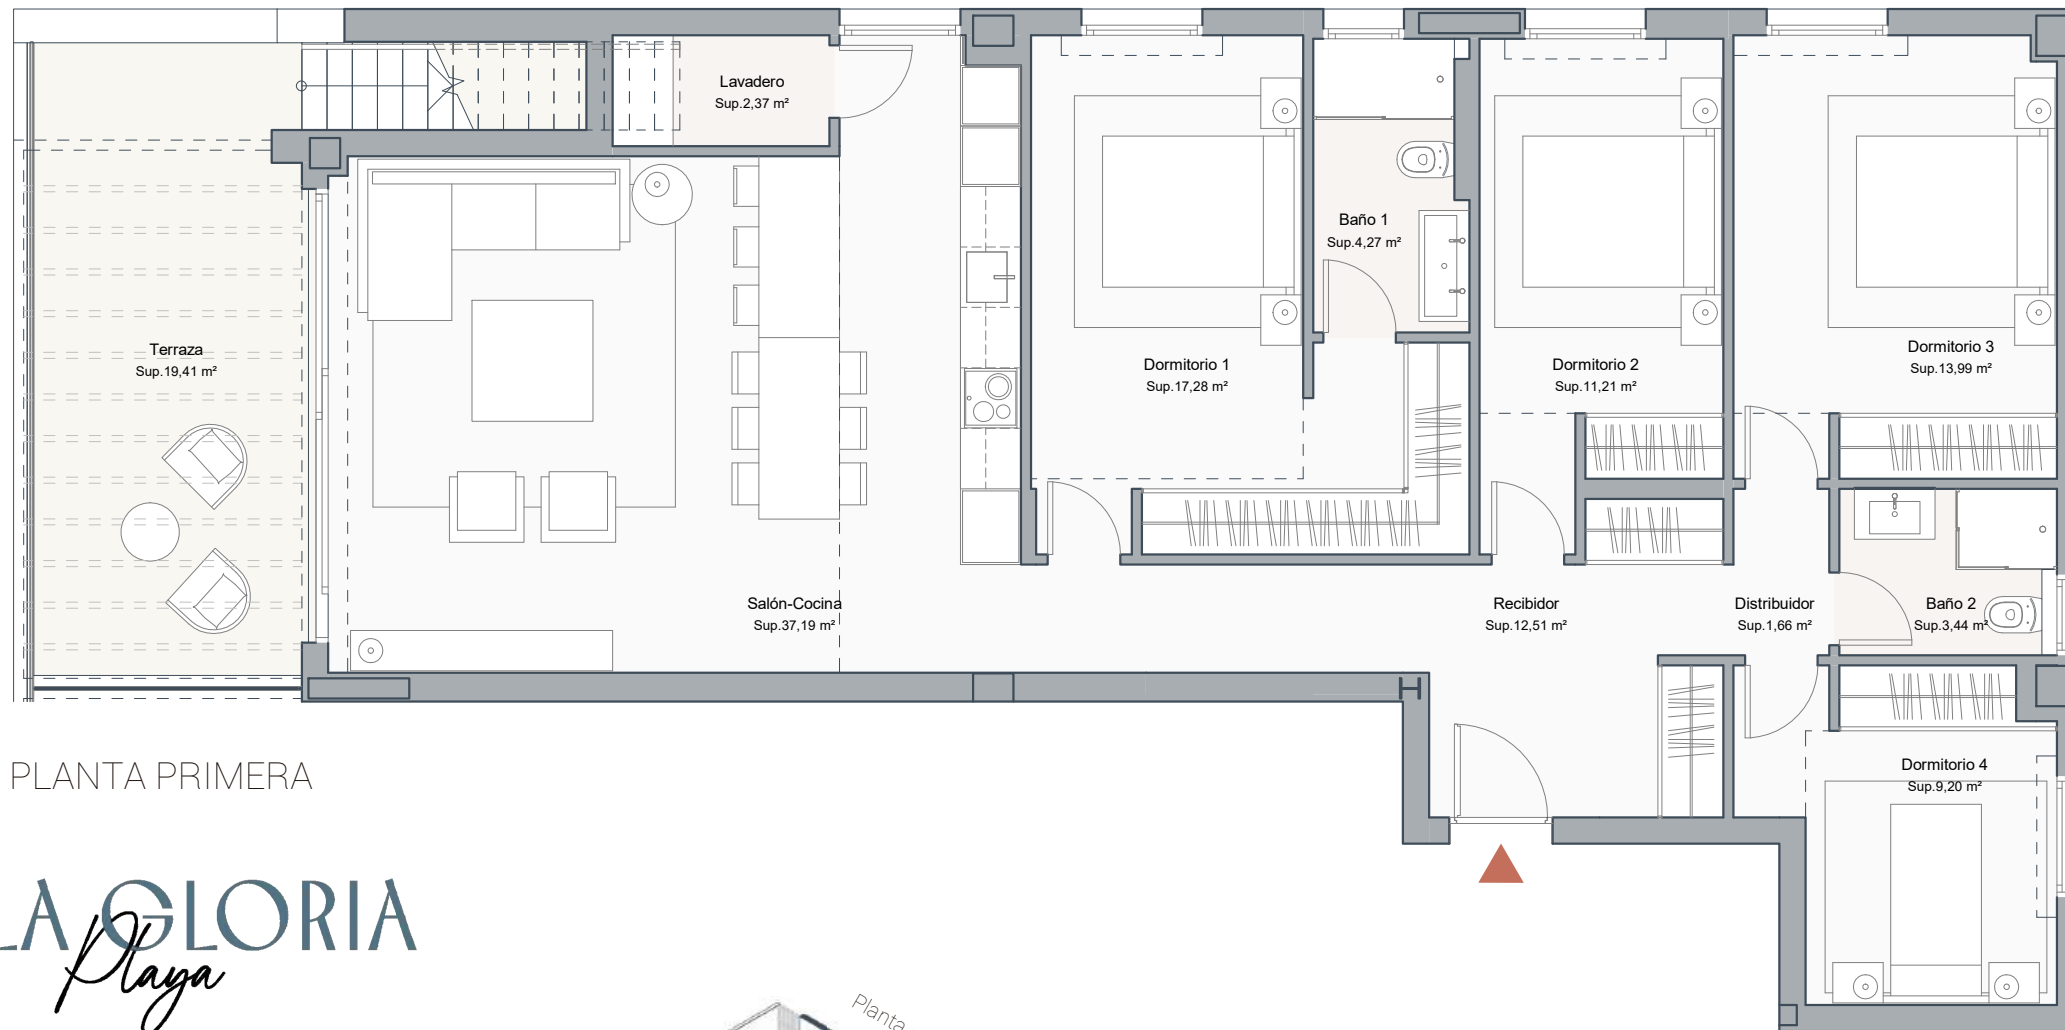 Lavadero
Sup.2,37 m²
Baño 1
Sup.4,27 m²
Terraza
Sup.19,41 m²
Dormitorio 1
Sup.17,28 m²
Dormitorio 2
Sup.11,21 m²
Dormitorio 3
Sup.13,99 m²
Salón-Cocina
Sup.37,19 m²
Recibidor
Sup.12,51 m²
Distribuidor
Sup.1,66 m²
Baño 2
Sup.3,44 m²
Dormitorio 4
Sup.9,20 m²
PLANTA PRIMERA
LA GLORIA
Playa
Planta